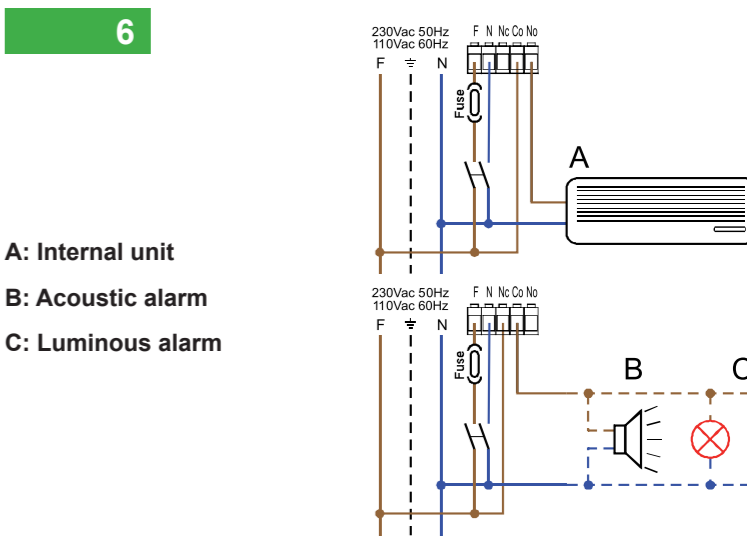 6
230Vac 50Hz
110Vac 60Hz
F N Nc Co No
F N
Fuse
A
A: Internal unit
B: Acoustic alarm
C: Luminous alarm
230Vac 50Hz
110Vac 60Hz
F N Nc Co No
F N
Fuse
B C